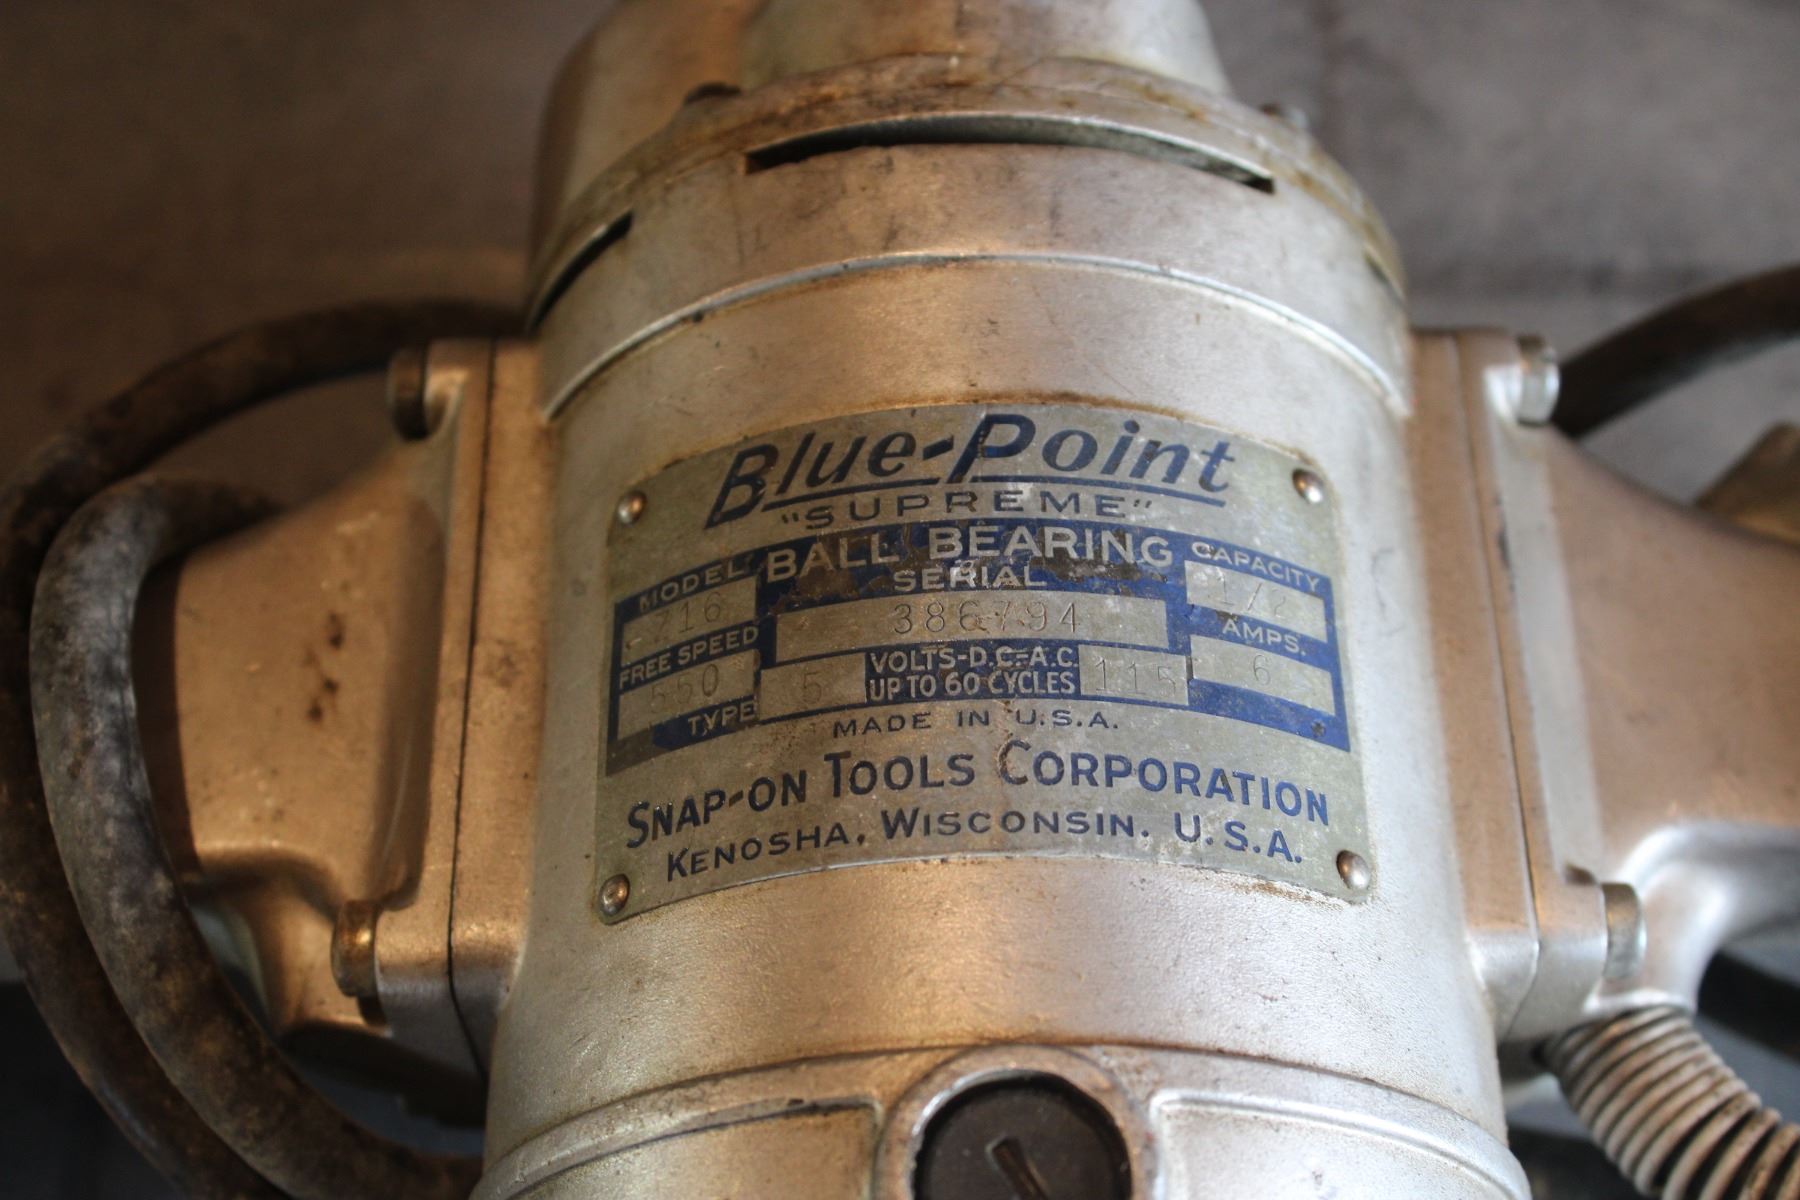 Blue-Point
"SUPREME"
BALL BEARING
MODEL SERIAL CAPACITY
716 386794 1/2
FREE SPEED VOLTS-D.C.-A.C. AMPS.
550 5 UP TO 60 CYCLES 115 6
TYPE
MADE IN U.S.A.
SNAP-ON TOOLS CORPORATION
KENOSHA, WISCONSIN. U.S.A.